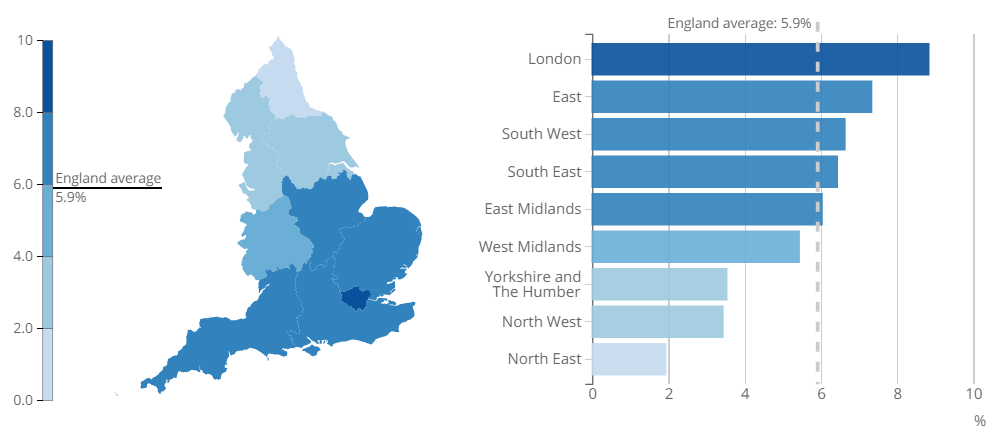 10
8.0
England average
6.0
5.9%
4.0
2.0
0.0
England average: 5.9%
London
East
South West
South East
East Midlands
West Midlands
Yorkshire and
The Humber
North West
North East
0 2 4 6 8 10
%